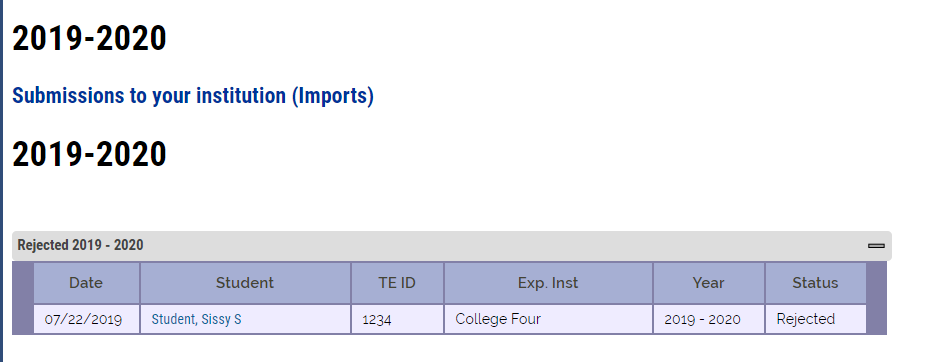 2019-2020
Submissions to your institution (Imports)
2019-2020
Rejected 2019 - 2020
Date Student TE ID Exp. Inst Year Status
07/22/2019 Student, Sissy S 1234 College Four 2019 - 2020 Rejected